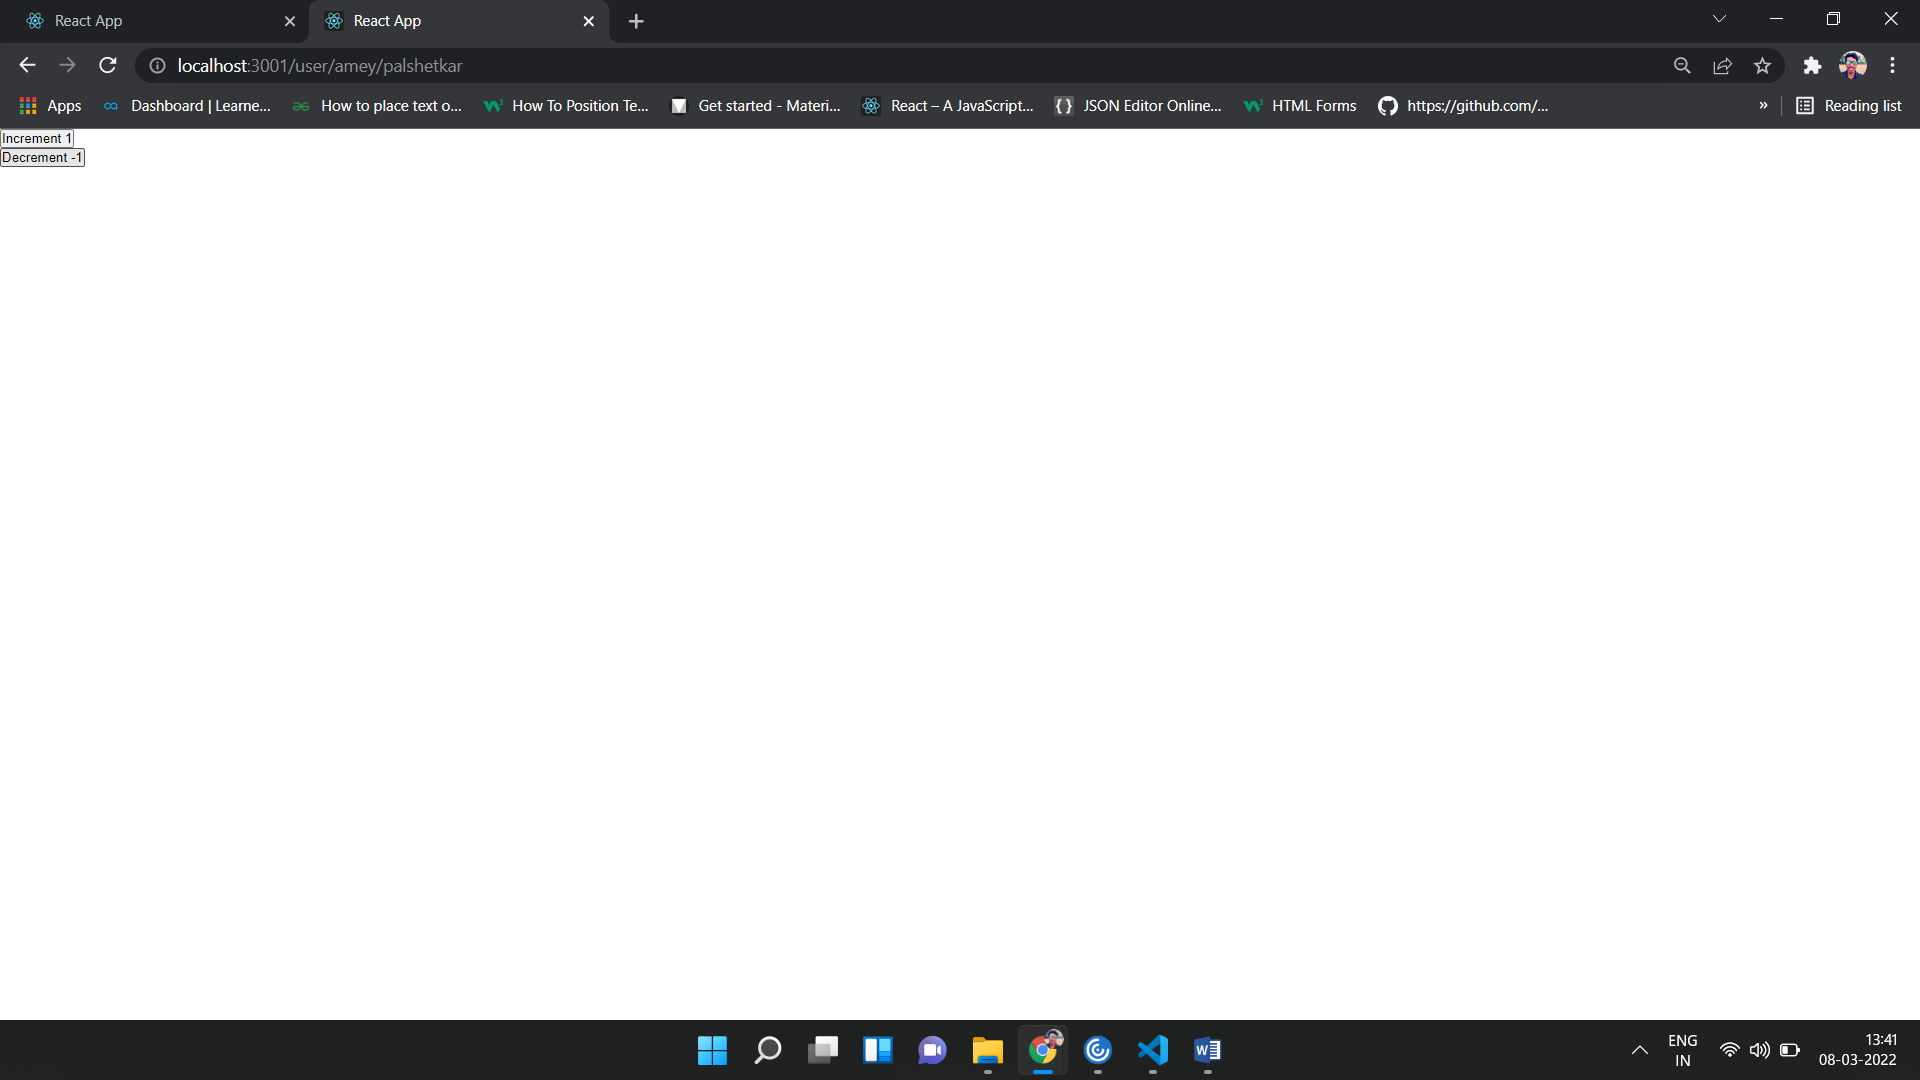 React App
React App
localhost:3001/user/amey/palshetkar
Apps
Dashboard | Learne...
How to place text o...
How To Position Te...
Get started - Materi...
React – A JavaScript...
JSON Editor Online...
HTML Forms
https://github.com/...
»
Reading list
Increment 1
Decrement -1
ENG
IN
13:41
08-03-2022